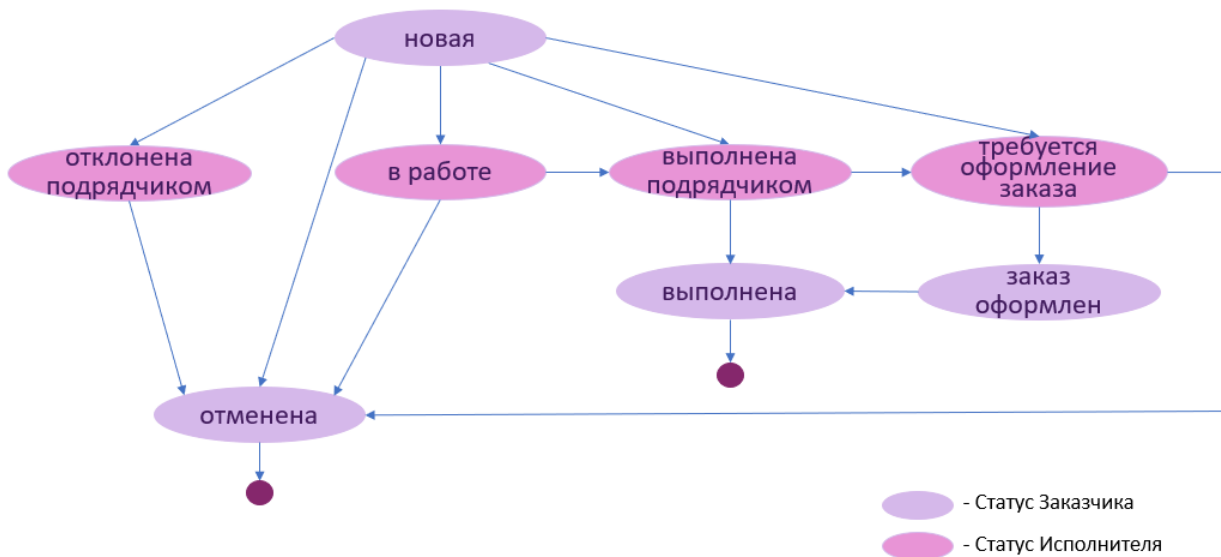 новая
отклонена
подрядчиком
в работе
выполнена
подрядчиком
требуется
оформление
заказа
выполнена
заказ
оформлен
отменена
- Статус Заказчика
- Статус Исполнителя